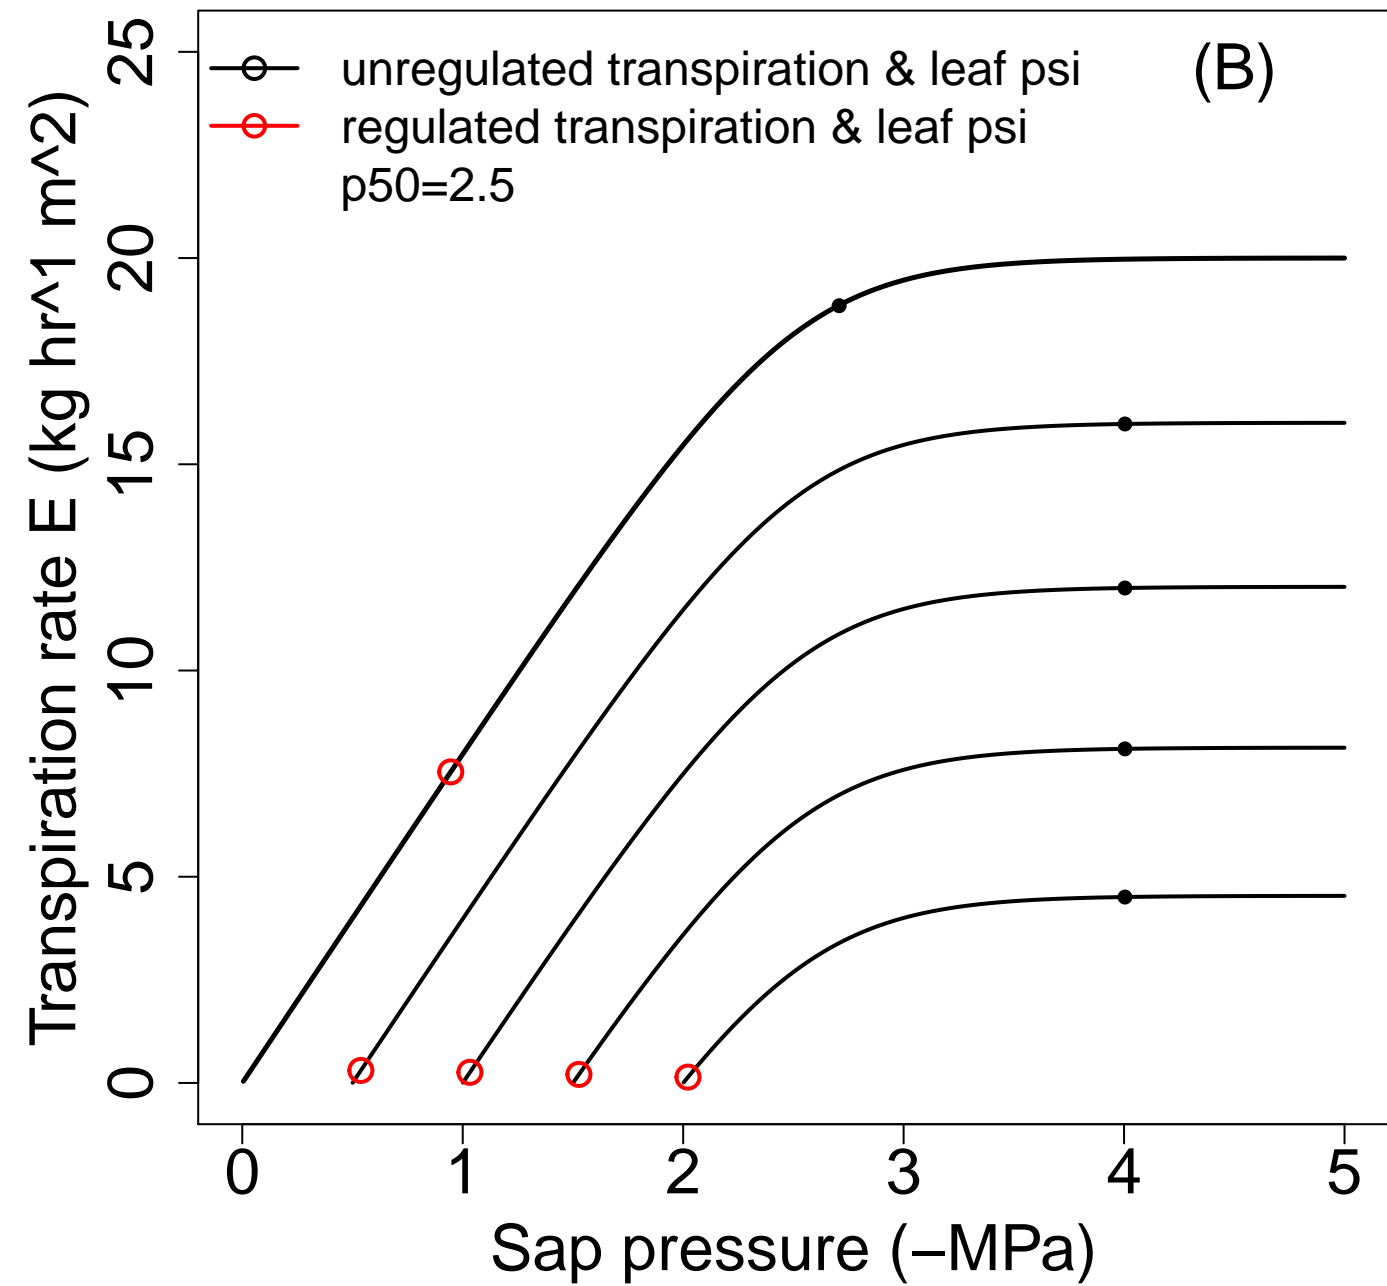 (B)
unregulated transpiration & leaf psi
regulated transpiration & leaf psi
p50=2.5
Transpiration rate E (kg hr^1 m^2)
25
20
15
10
5
0
0 1 2 3 4 5
Sap pressure (−MPa)